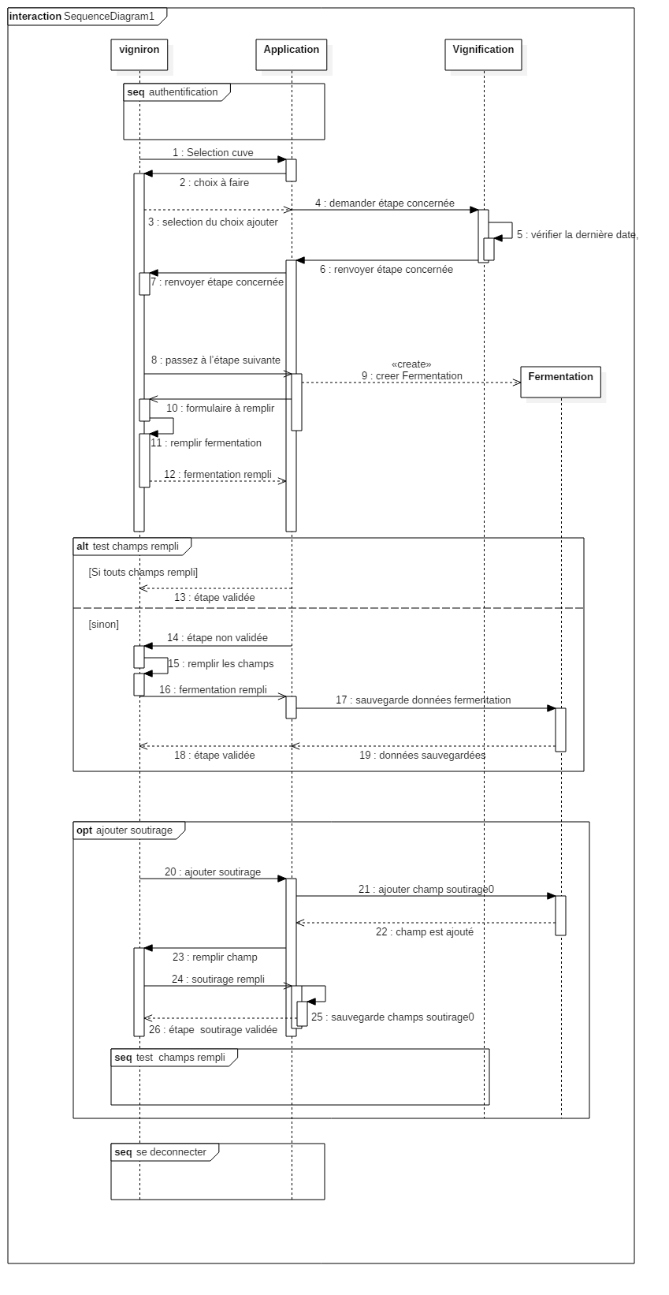 interaction SequenceDiagram1
vigniron
Application
Vignification
seq authentification
1 : Selection cuve
2 : choix à faire
4 : demander étape concernée
3 : selection du choix ajouter
5 : vérifier la dernière date,
6 : renvoyer étape concernée
7 : renvoyer étape concernée
8 : passez à l'étape suivante
«create»
9 : creer Fermentation
Fermentation
10 : formulaire à remplir
11 : remplir fermentation
12 : fermentation rempli
alt test champs rempli
[Si touts champs rempli]
13 : étape validée
[sinon]
14 : étape non validée
15 : remplir les champs
16 : fermentation rempli
17 : sauvegarde données fermentation
18 : étape validée
19 : données sauvegardées
opt ajouter soutirage
20 : ajouter soutirage
21 : ajouter champ soutirage0
22 : champ est ajouté
23 : remplir champ
24 : soutirage rempli
25 : sauvegarde champs soutirage0
26 : étape soutirage validée
seq test champs rempli
seq se deconnecter